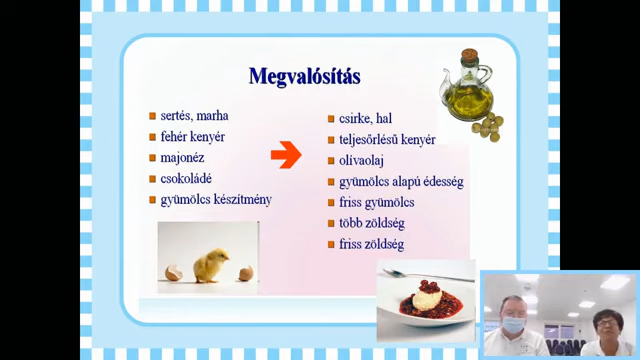 Megvalósítás
sertés, marha
fehér kenyér
majonéz
csokoládé
gyümölcs készítmény
csirke, hal
teljesőrlésű kenyér
olívaolaj
gyümölcs alapú édesség
friss gyümölcs
több zöldség
friss zöldség